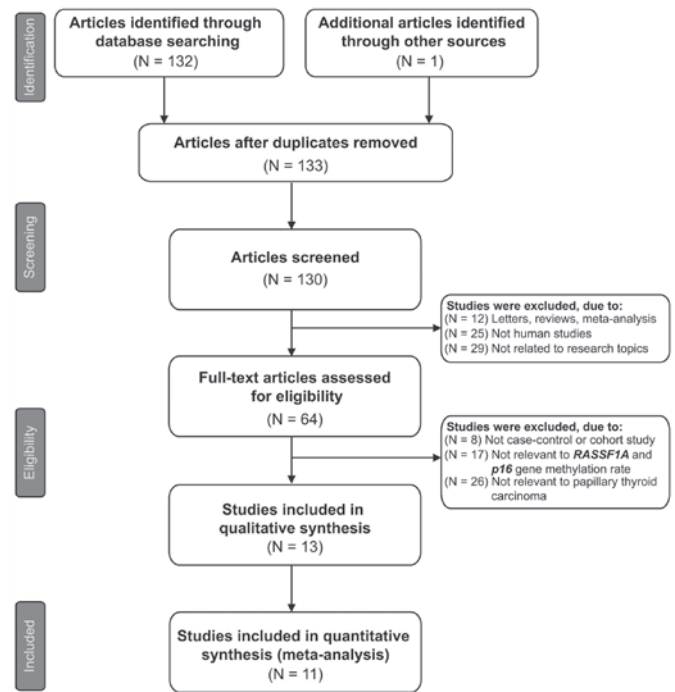 Identification
Articles identified through
database searching
(N = 132)
Additional articles identified
through other sources
(N = 1)
Articles after duplicates removed
(N = 133)
Screening
Articles screened
(N = 130)
Studies were excluded, due to:
(N = 12) Letters, reviews, meta-analysis
(N = 25) Not human studies
(N = 29) Not related to research topics
Full-text articles assessed
for eligibility
(N = 64)
Eligibility
Studies were excluded, due to:
(N = 8) Not case-control or cohort study
(N = 17) Not relevant to RASSF1A and
p16 gene methylation rate
(N = 26) Not relevant to papillary thyroid
carcinoma
Studies included in
qualitative synthesis
(N = 13)
Included
Studies included in quantitative
synthesis (meta-analysis)
(N = 11)